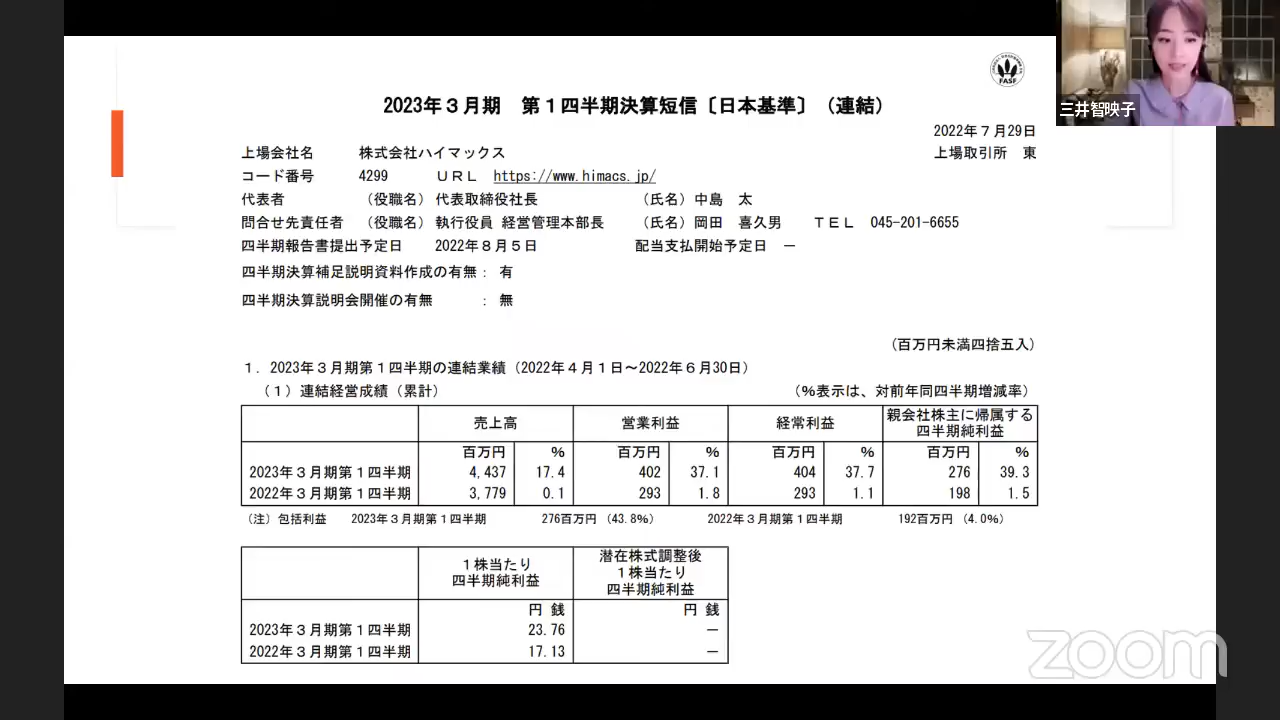 三井智映子
FASF
2023年３月期　第１四半期決算短信〔日本基準〕（連結）
2022年７月29日
上場会社名　株式会社ハイマックス　上場取引所　東
コード番号　4299　ＵＲＬ　https://www.himacs.jp/
代表者　（役職名）代表取締役社長　（氏名）中島　太
問合せ先責任者　（役職名）執行役員 経営管理本部長　（氏名）岡田　喜久男　ＴＥＬ　045-201-6655
四半期報告書提出予定日　2022年８月５日　配当支払開始予定日　－
四半期決算補足説明資料作成の有無：　有
四半期決算説明会開催の有無　：　無
（百万円未満四捨五入）
１．2023年３月期第１四半期の連結業績（2022年４月１日～2022年６月30日）
（１）連結経営成績（累計）　（％表示は、対前年同四半期増減率）
売上高　営業利益　経常利益　親会社株主に帰属する
四半期純利益
百万円　％　百万円　％　百万円　％　百万円　％
2023年３月期第１四半期　4,437　17.4　402　37.1　404　37.7　276　39.3
2022年３月期第１四半期　3,779　0.1　293　1.8　293　1.1　198　1.5
（注）包括利益　2023年３月期第１四半期　276百万円（43.8％）　2022年３月期第１四半期　192百万円（4.0％）
１株当たり
四半期純利益
潜在株式調整後
１株当たり
四半期純利益
円 銭　円 銭
2023年３月期第１四半期　23.76　－
2022年３月期第１四半期　17.13　－
zoom